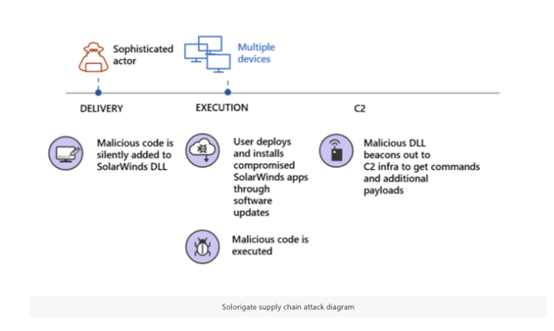 Sophisticated
actor
Multiple
devices
DELIVERY
EXECUTION
C2
Malicious code is
silently added to
SolarWinds DLL
User deploys
and installs
compromised
SolarWinds apps
through
software
updates
Malicious DLL
beacons out to
C2 infra to get commands
and additional
payloads
Malicious code is
executed
Solorigate supply chain attack diagram